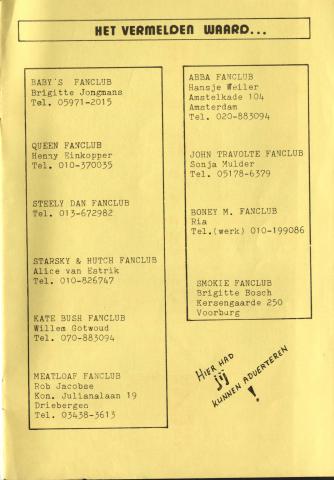 HET VERMELDEN WAARD...
BABY'S FANCLUB
Brigitte Jongmans
Tel. 05971-2015
QUEEN FANCLUB
Henny Einkopper
Tel. 010-370035
STEELY DAN FANCLUB
Tel. 013-672982
STARSKY & HUTCH FANCLUB
Alice van Estrik
Tel. 010-826747
KATE BUSH FANCLUB
Willem Gotwoud
Tel. 070-883094
MEATLOAF FANCLUB
Rob Jacobse
Kon. Julianalaan 19
Driebergen
Tel. 03438-3613
ABBA FANCLUB
Hansje Weiler
Amstelkade 104
Amsterdam
Tel. 020-883094
JOHN TRAVOLTE FANCLUB
Sonja Mulder
Tel. 05178-6379
BONEY M. FANCLUB
Ria
Tel.(werk) 010-199086
SMOKIE FANCLUB
Brigitte Bosch
Kersengaarde 250
Voorburg
HIER HAD
jij
KUNNEN ADVERTEREN
!